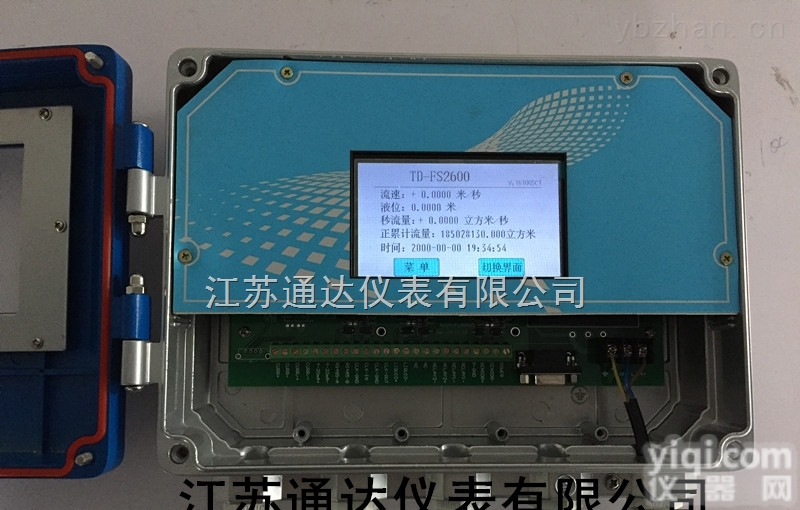 ybzhan.cn
TD-FS2600
流速：+ 0.0000 米/秒
液位：0.0000 米
秒流量：+ 0.0000 立方米/秒
正累计流量：185028130.000立方米
时间：2000-00-00 19:34:54
菜 单 切换界面
江苏通达仪表有限公司
yiqi.com
仪器网
江苏通达仪表有限公司